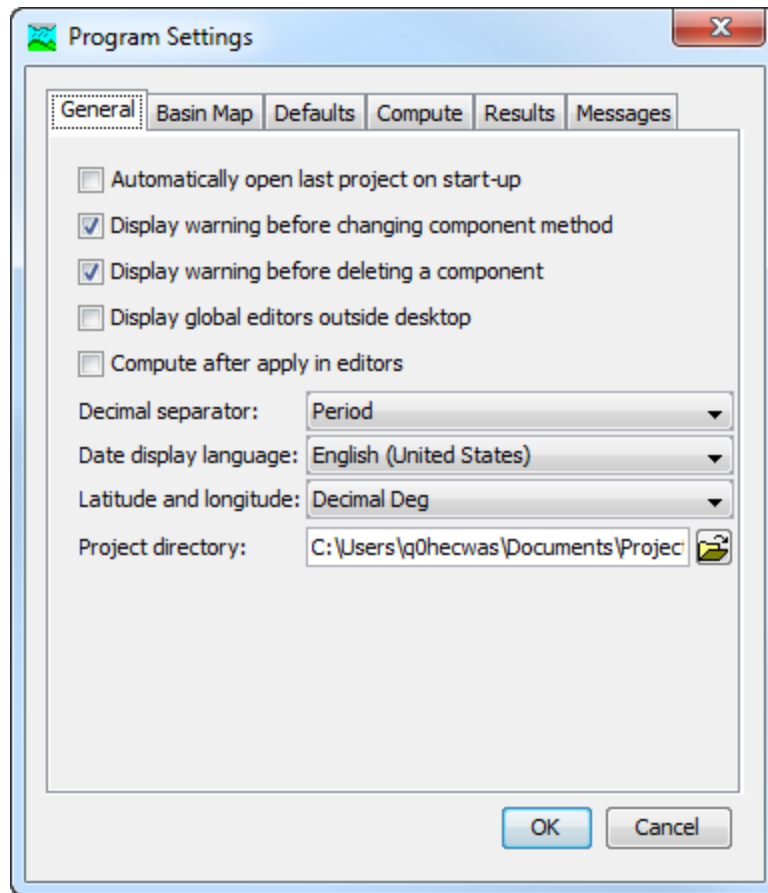 Program Settings
General Basin Map Defaults Compute Results Messages
Automatically open last project on start-up
Display warning before changing component method
Display warning before deleting a component
Display global editors outside desktop
Compute after apply in editors
Decimal separator: Period
Date display language: English (United States)
Latitude and longitude: Decimal Deg
Project directory: C:\Users\q0hecwas\Documents\Project
OK Cancel